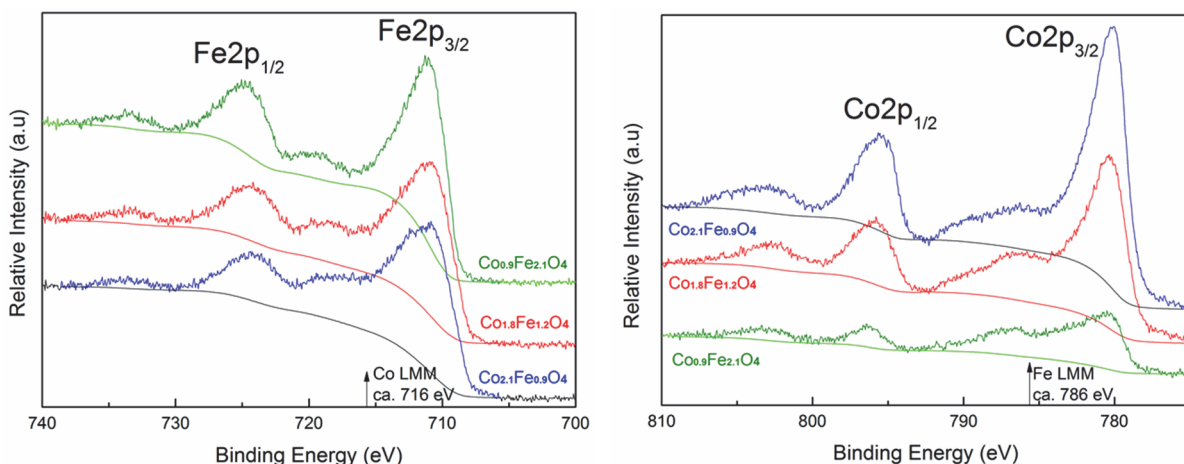 Fe2p3/2
Fe2p1/2
Relative Intensity (a.u)
Co0.9Fe2.1O4
Co1.8Fe1.2O4
Co2.1Fe0.9O4
Co LMM
ca. 716 eV
740 730 720 710 700
Binding Energy (eV)
Co2p3/2
Co2p1/2
Relative Intensity (a.u)
Co2.1Fe0.9O4
Co1.8Fe1.2O4
Co0.9Fe2.1O4
Fe LMM
ca. 786 eV
810 800 790 780
Binding Energy (eV)